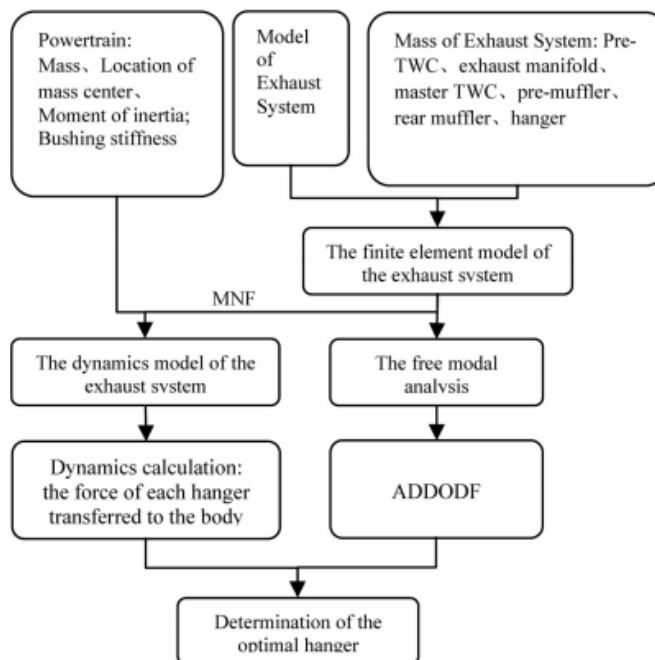 Powertrain:
Mass、Location of
mass center、
Moment of inertia;
Bushing stiffness
Model
of
Exhaust
System
Mass of Exhaust System: Pre-
TWC、exhaust manifold、
master TWC、pre-muffler、
rear muffler、hanger
The finite element model of
the exhaust system
MNF
The dynamics model of the
exhaust system
The free modal
analysis
Dynamics calculation:
the force of each hanger
transferred to the body
ADDODF
Determination of the
optimal hanger